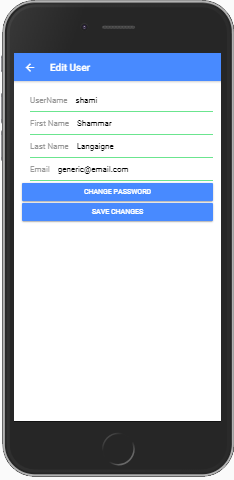 Edit User
UserName shami
First Name Shammar
Last Name Langaigne
Email generic@email.com
CHANGE PASSWORD
SAVE CHANGES